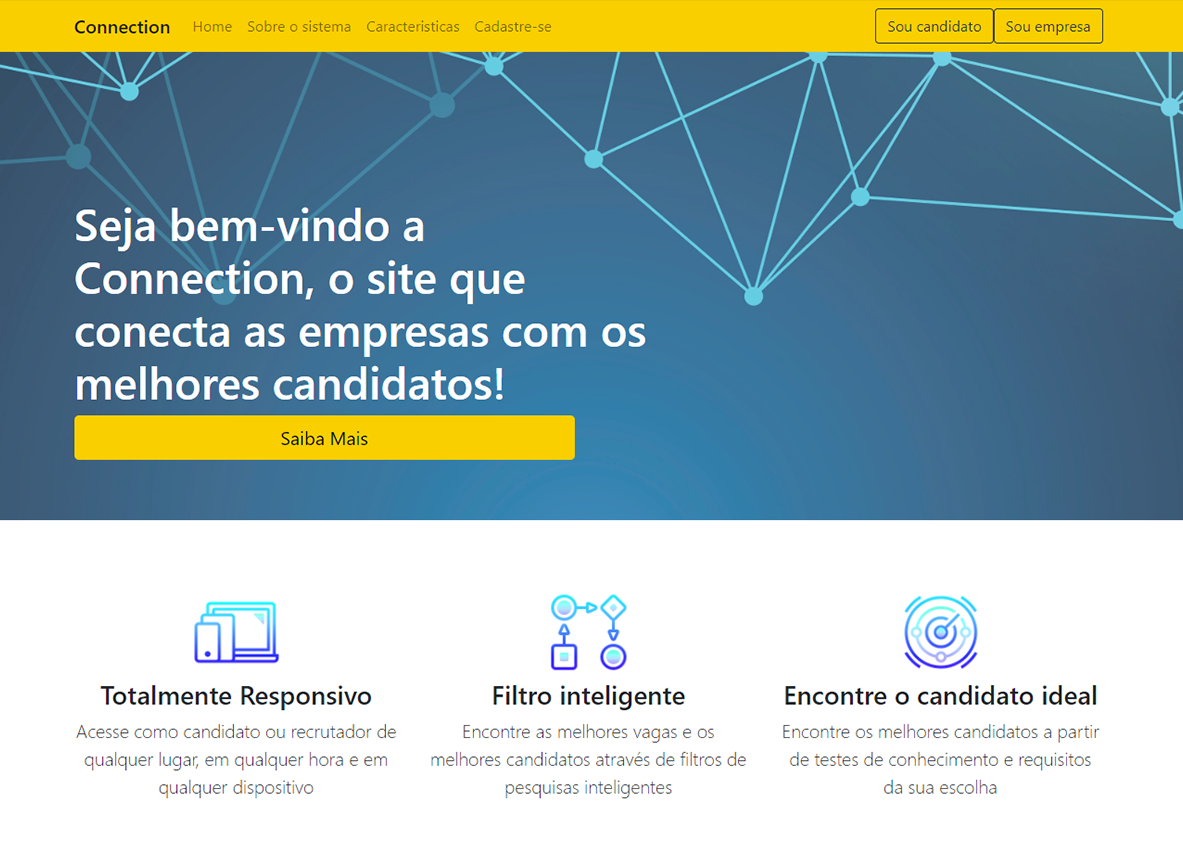 Connection Home Sobre o sistema Caracteristicas Cadastre-se Sou candidato Sou empresa
Seja bem-vindo a
Connection, o site que
conecta as empresas com os
melhores candidatos!
Saiba Mais
Totalmente Responsivo
Acesse como candidato ou recrutador de
qualquer lugar, em qualquer hora e em
qualquer dispositivo
Filtro inteligente
Encontre as melhores vagas e os
melhores candidatos através de filtros de
pesquisas inteligentes
Encontre o candidato ideal
Encontre os melhores candidatos a partir
de testes de conhecimento e requisitos
da sua escolha